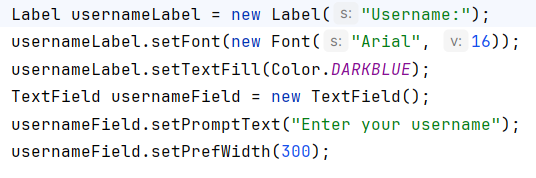 Label usernameLabel = new Label( s: "Username:");
usernameLabel.setFont(new Font( s: "Arial", v: 16));
usernameLabel.setTextFill(Color.DARKBLUE);
TextField usernameField = new TextField();
usernameField.setPromptText("Enter your username");
usernameField.setPrefWidth(300);